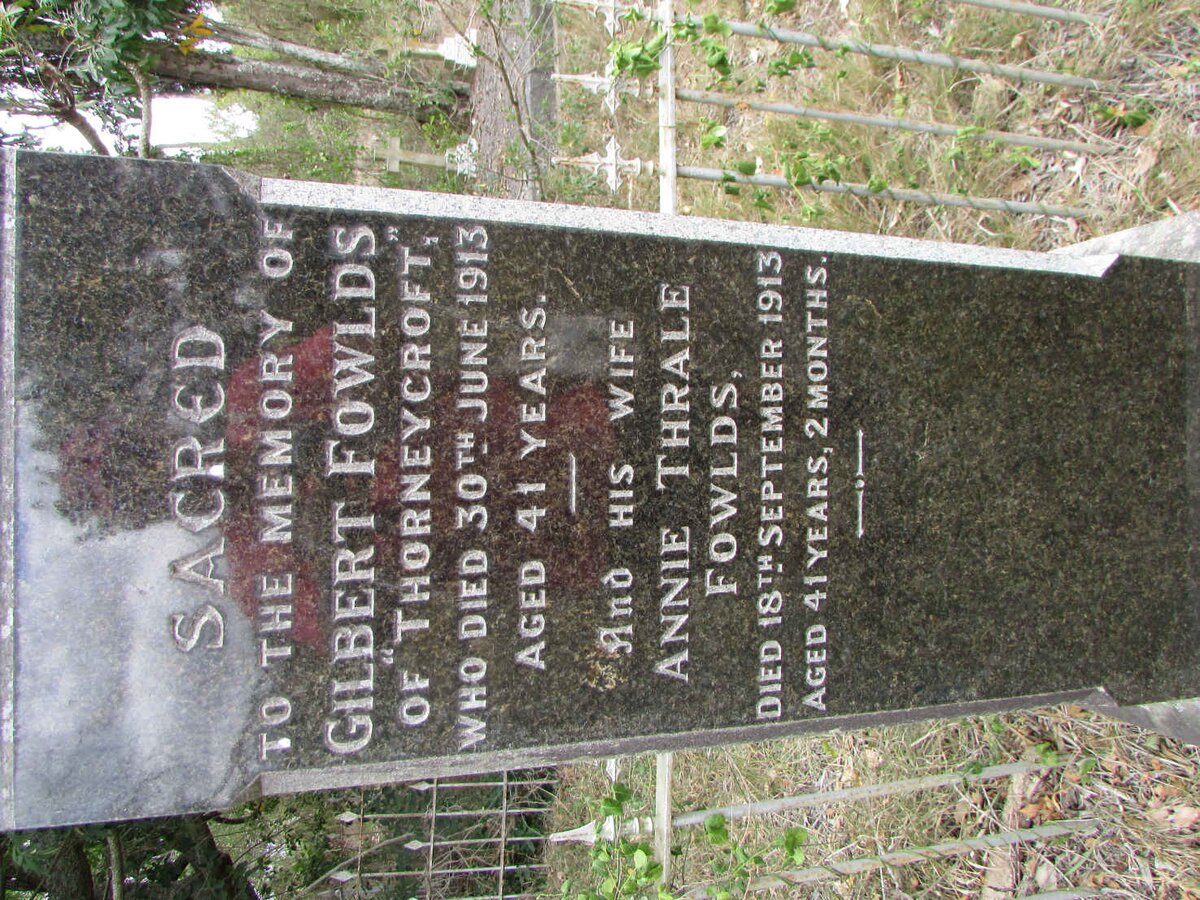 SACRED
TO THE MEMORY OF
GILBERT FOWLDS
OF "THORNEYCROFT",
WHO DIED 30TH JUNE 1913
AGED 41 YEARS.
And HIS WIFE
ANNIE THRALE
FOWLDS,
DIED 18TH SEPTEMBER 1913
AGED 41 YEARS, 2 MONTHS.